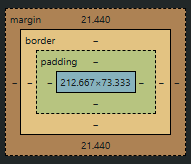 margin 21.440
border –
padding –
– – – 212.667×73.333 – – –
–
–
21.440